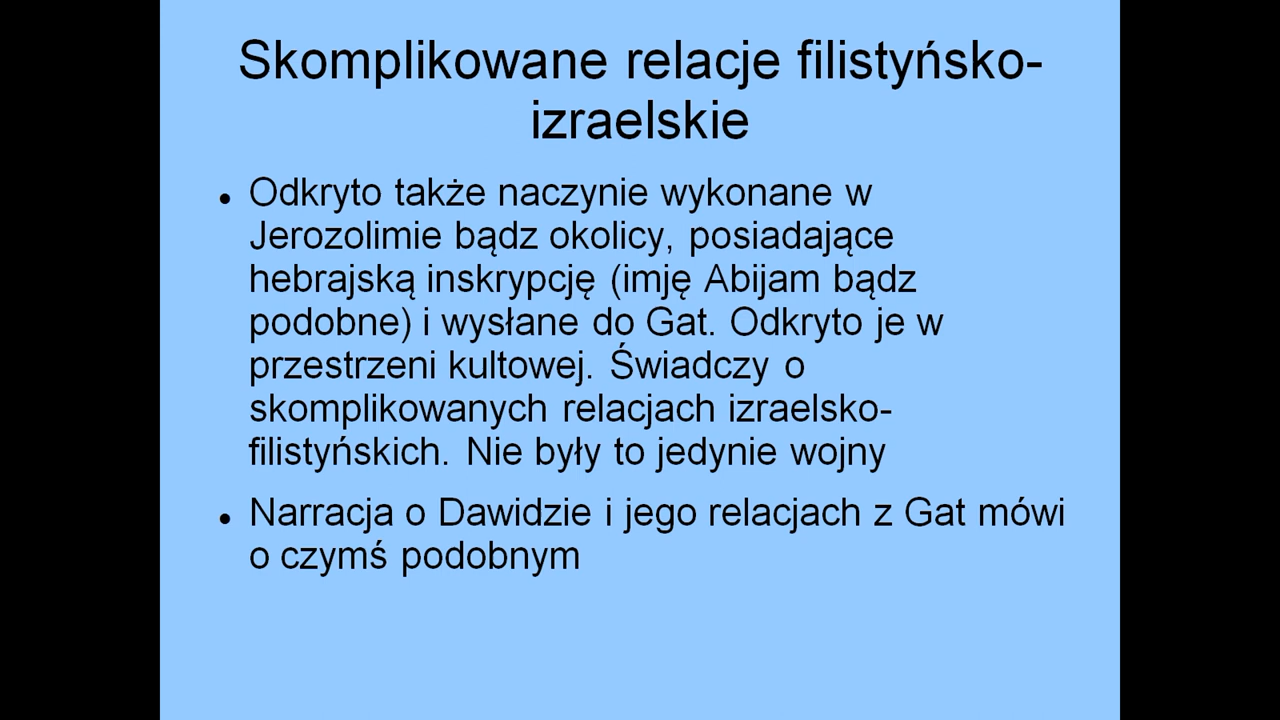 Skomplikowane relacje filistyńsko-
izraelskie
• Odkryto także naczynie wykonane w
Jerozolimie bądz okolicy, posiadające
hebrajską inskrypcję (imję Abijam bądz
podobne) i wysłane do Gat. Odkryto je w
przestrzeni kultowej. Świadczy o
skomplikowanych relacjach izraelsko-
filistyńskich. Nie były to jedynie wojny
• Narracja o Dawidzie i jego relacjach z Gat mówi
o czymś podobnym